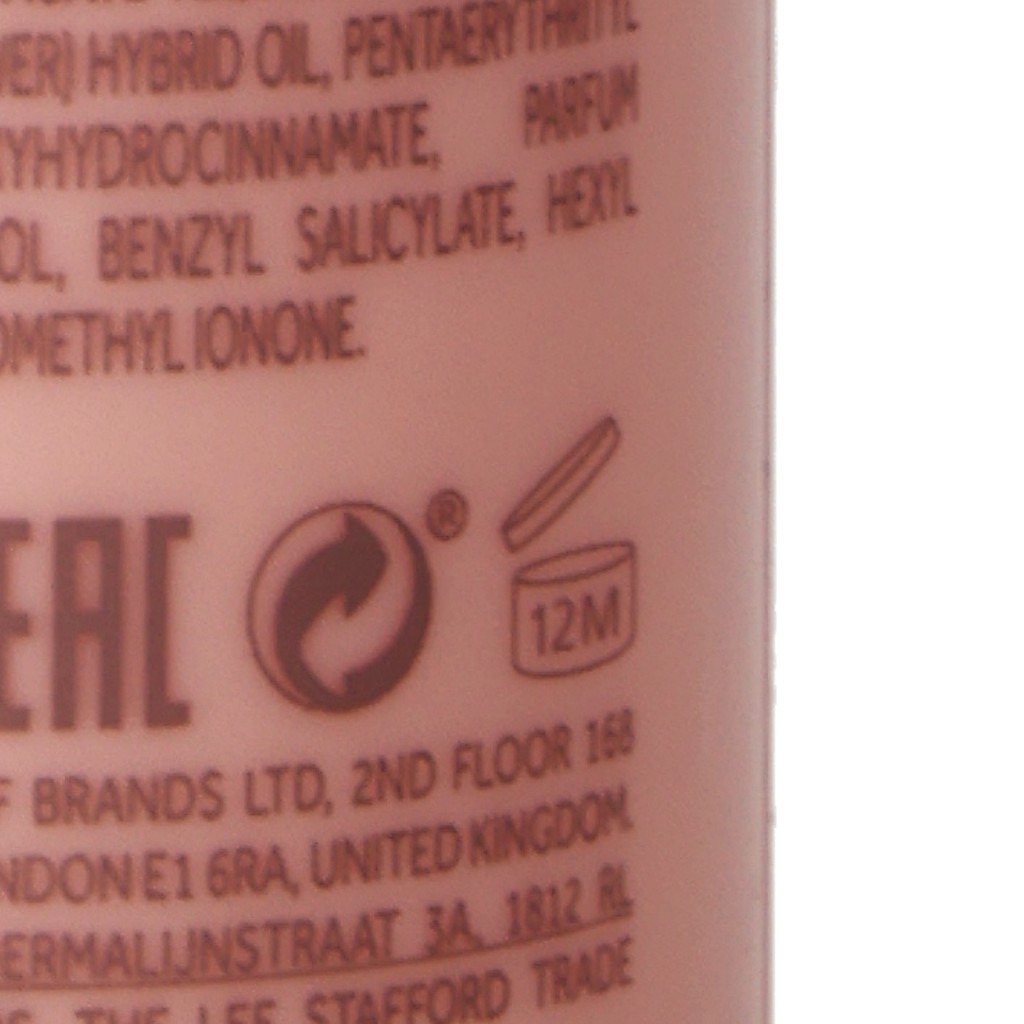 HYBRID OIL, PENTAERYTHRITYL
YHYDROCINNAMATE, PARFUM
OL, BENZYL SALICYLATE, HEXYL
OMETHYL IONONE.
EAC ®
12M
F BRANDS LTD, 2ND FLOOR 168
NDON E1 6RA, UNITED KINGDOM.
ERMALIJNSTRAAT 3A, 1812 RL
THE LEE STAFFORD TRADE